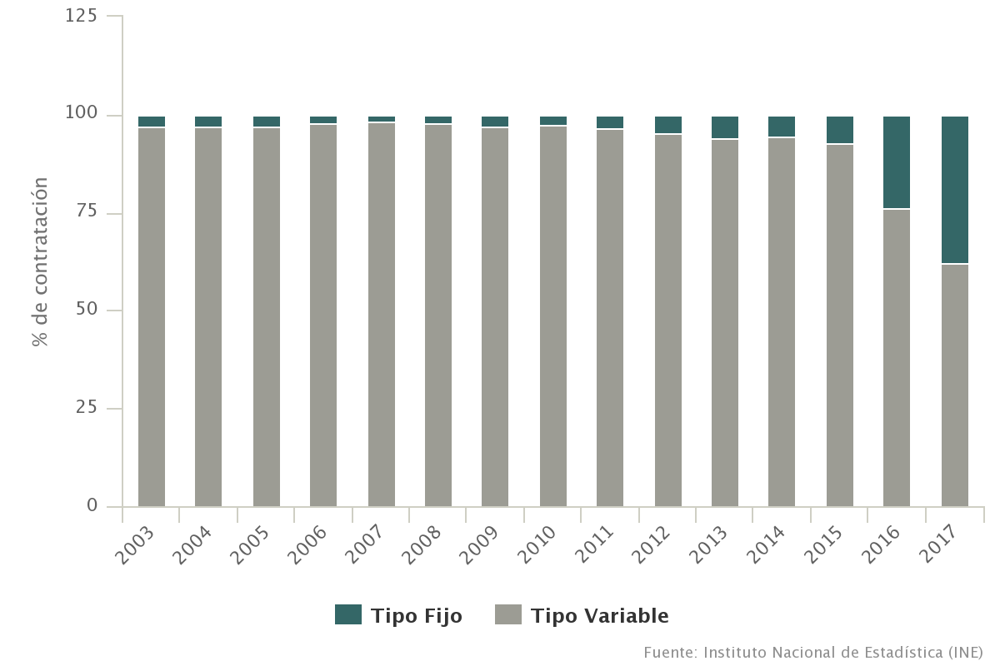 125
100
75
50
25
0
% de contratación
2003 2004 2005 2006 2007 2008 2009 2010 2011 2012 2013 2014 2015 2016 2017
Tipo Fijo Tipo Variable
Fuente: Instituto Nacional de Estadística (INE)